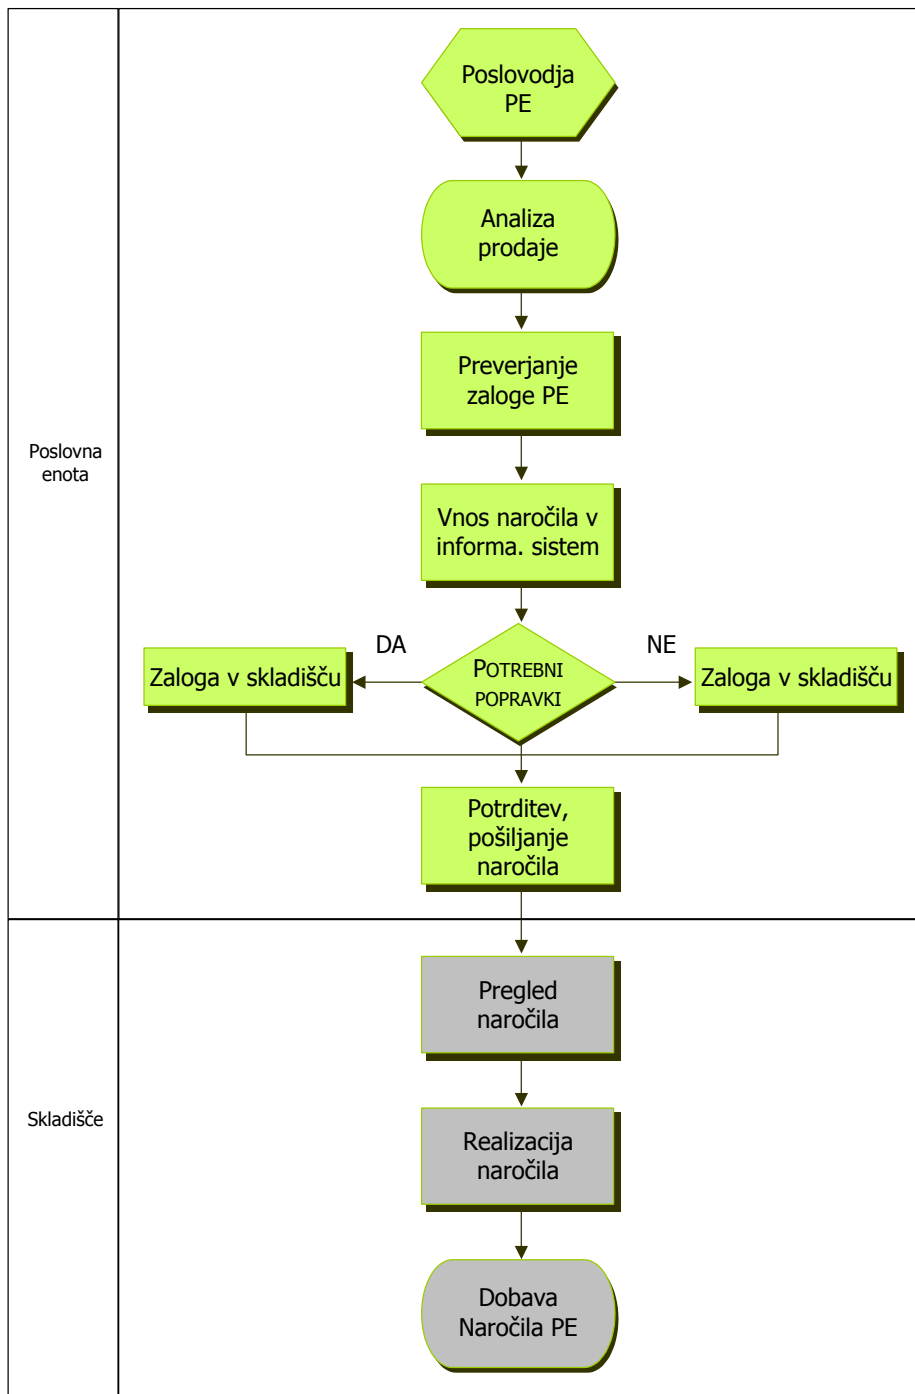 Poslovodja
PE
Analiza
prodaje
Preverjanje
zaloge PE
Poslovna
enota
Vnos naročila v
informa. sistem
DA
NE
Zaloga v skladišču
POTREBNI
POPRAVKI
Zaloga v skladišču
Potrditev,
pošiljanje
naročila
Pregled
naročila
Skladišče
Realizacija
naročila
Dobava
Naročila PE